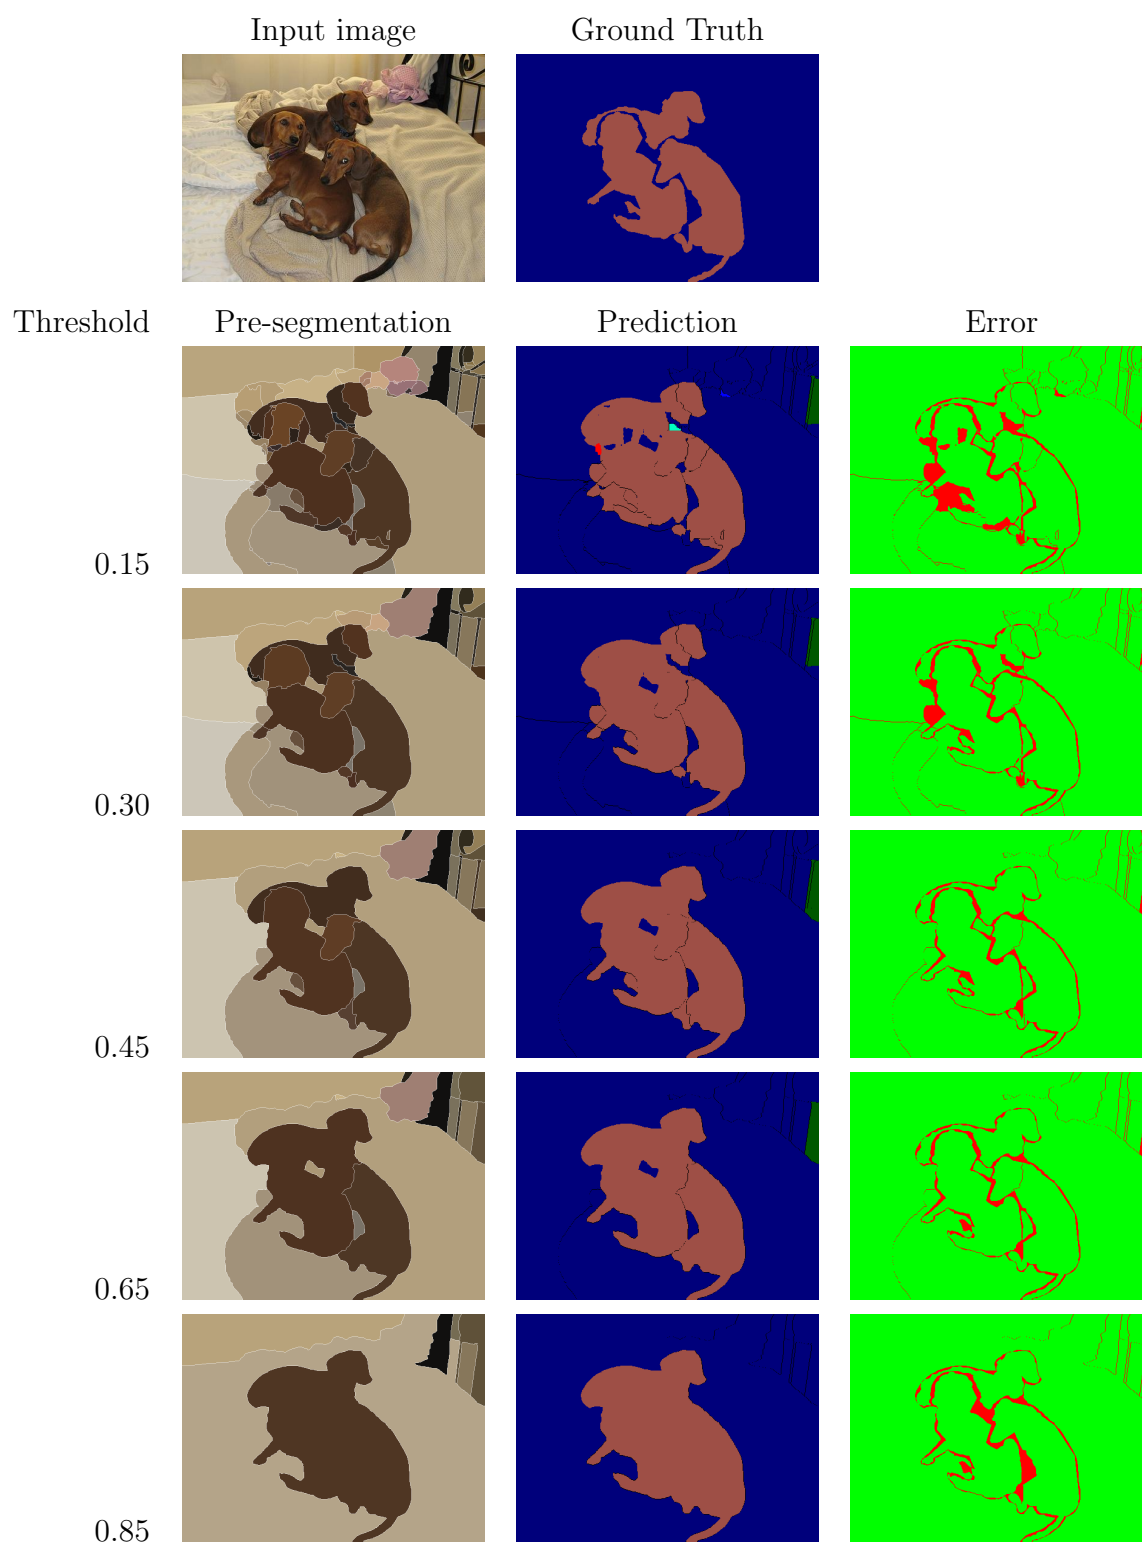 Input image Ground Truth
Threshold Pre-segmentation Prediction Error
0.15
0.30
0.45
0.65
0.85